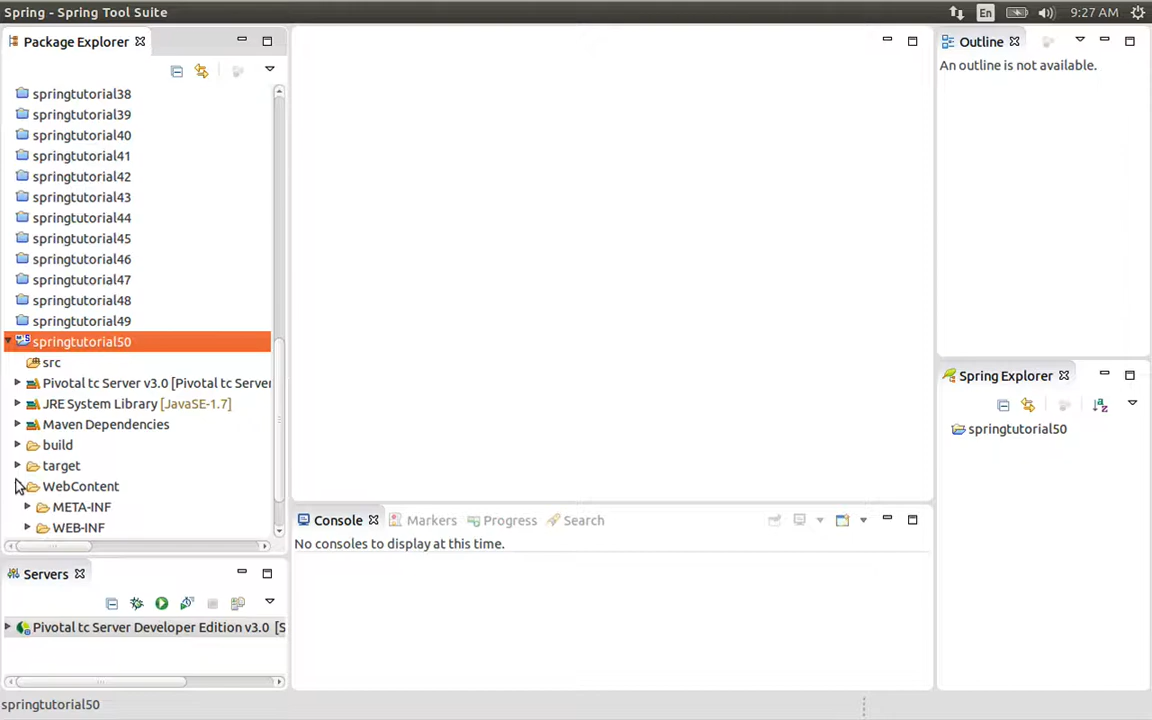 Spring - Spring Tool Suite
En
9:27 AM
Package Explorer
springtutorial38
springtutorial39
springtutorial40
springtutorial41
springtutorial42
springtutorial43
springtutorial44
springtutorial45
springtutorial46
springtutorial47
springtutorial48
springtutorial49
springtutorial50
src
Pivotal tc Server v3.0 [Pivotal tc Server
JRE System Library [JavaSE-1.7]
Maven Dependencies
build
target
WebContent
META-INF
WEB-INF
Servers
Pivotal tc Server Developer Edition v3.0 [S
Console
Markers
Progress
Search
No consoles to display at this time.
Outline
An outline is not available.
Spring Explorer
springtutorial50
springtutorial50